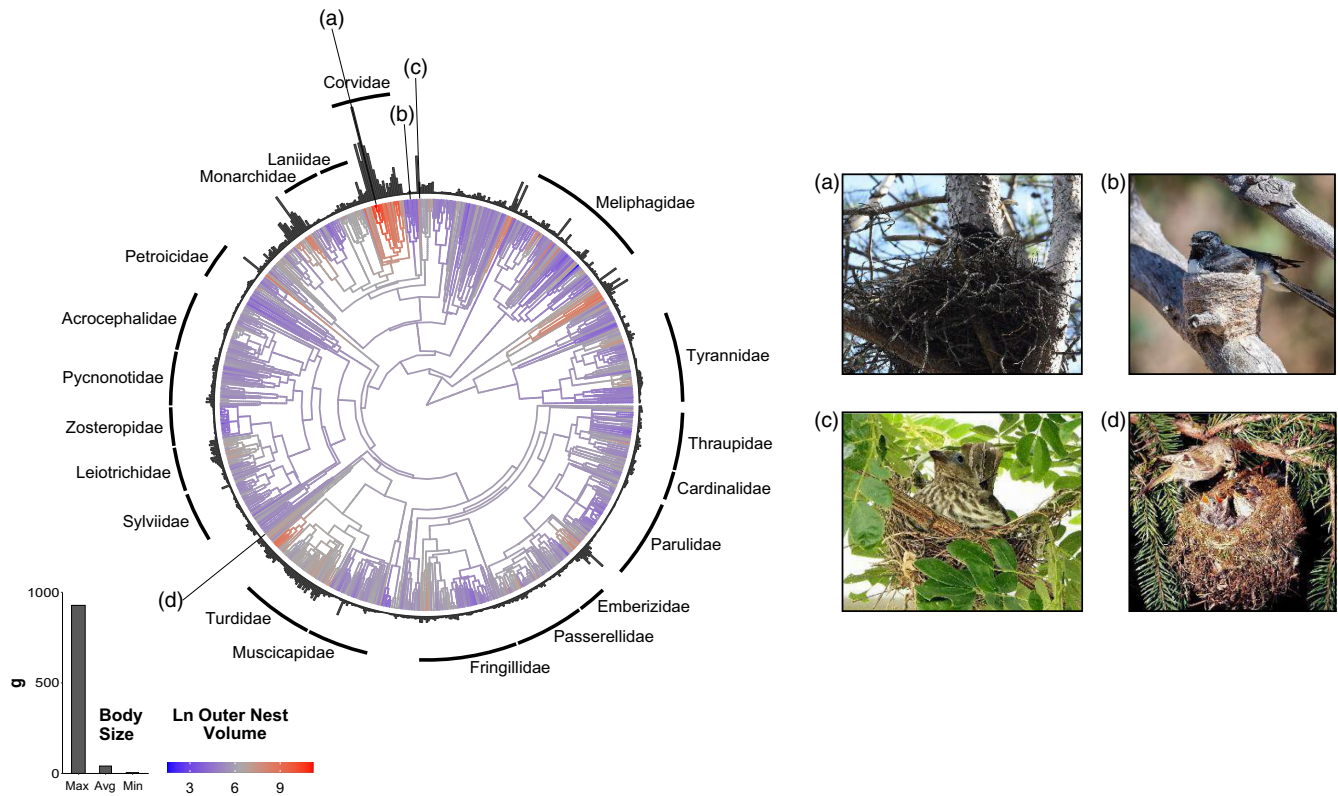 (a)
(c)
Corvidae
(b)
Laniidae
Monarchidae
Meliphagidae
Petroicidae
Acrocephalidae
Tyrannidae
Pycnonotidae
Zosteropidae
Thraupidae
Leiotrichidae
Cardinalidae
Sylviidae
Parulidae
(d)
Emberizidae
Turdidae
Passerellidae
Muscicapidae
Fringillidae
1000
500
0
g
Max Avg Min
Body
Size
Ln Outer Nest
Volume
3 6 9
(a)
(b)
(c)
(d)